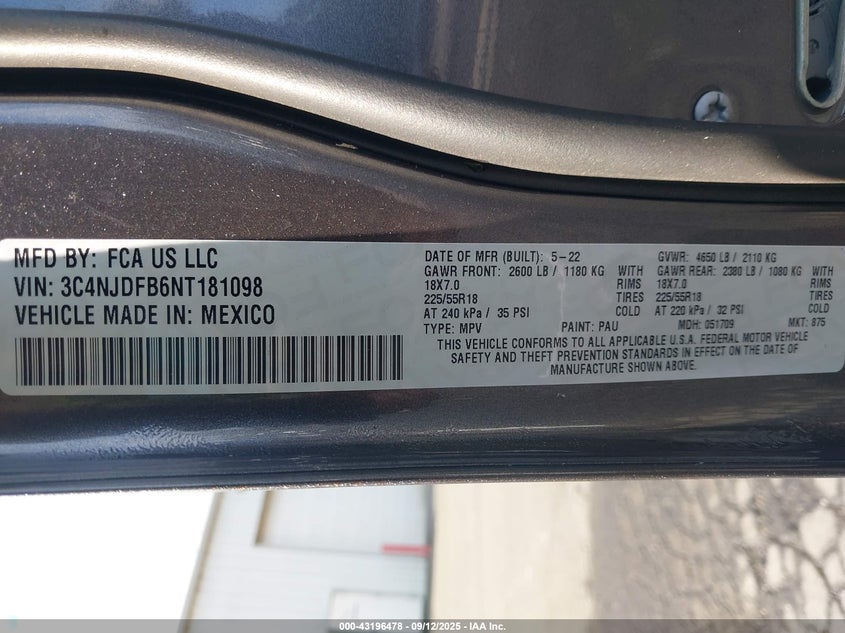 MFD BY: FCA US LLC
VIN: 3C4NJDFB6NT181098
VEHICLE MADE IN: MEXICO
DATE OF MFR (BUILT): 5-22 GVWR: 4650 LB / 2110 KG
GAWR FRONT: 2600 LB / 1180 KG WITH GAWR REAR: 2380 LB / 1080 KG WITH
18X7.0 RIMS 18X7.0 RIMS
225/55R18 225/55R18
AT 240 kPa / 35 PSI COLD AT 220 kPa / 32 PSI COLD
TYPE: MPV PAINT: PAU MDH: 051709 MKT: 875
THIS VEHICLE CONFORMS TO ALL APPLICABLE U.S.A. FEDERAL MOTOR VEHICLE
SAFETY AND THEFT PREVENTION STANDARDS IN EFFECT ON THE DATE OF
MANUFACTURE SHOWN ABOVE.
000-43196478 - 09/12/2025 - IAA Inc.